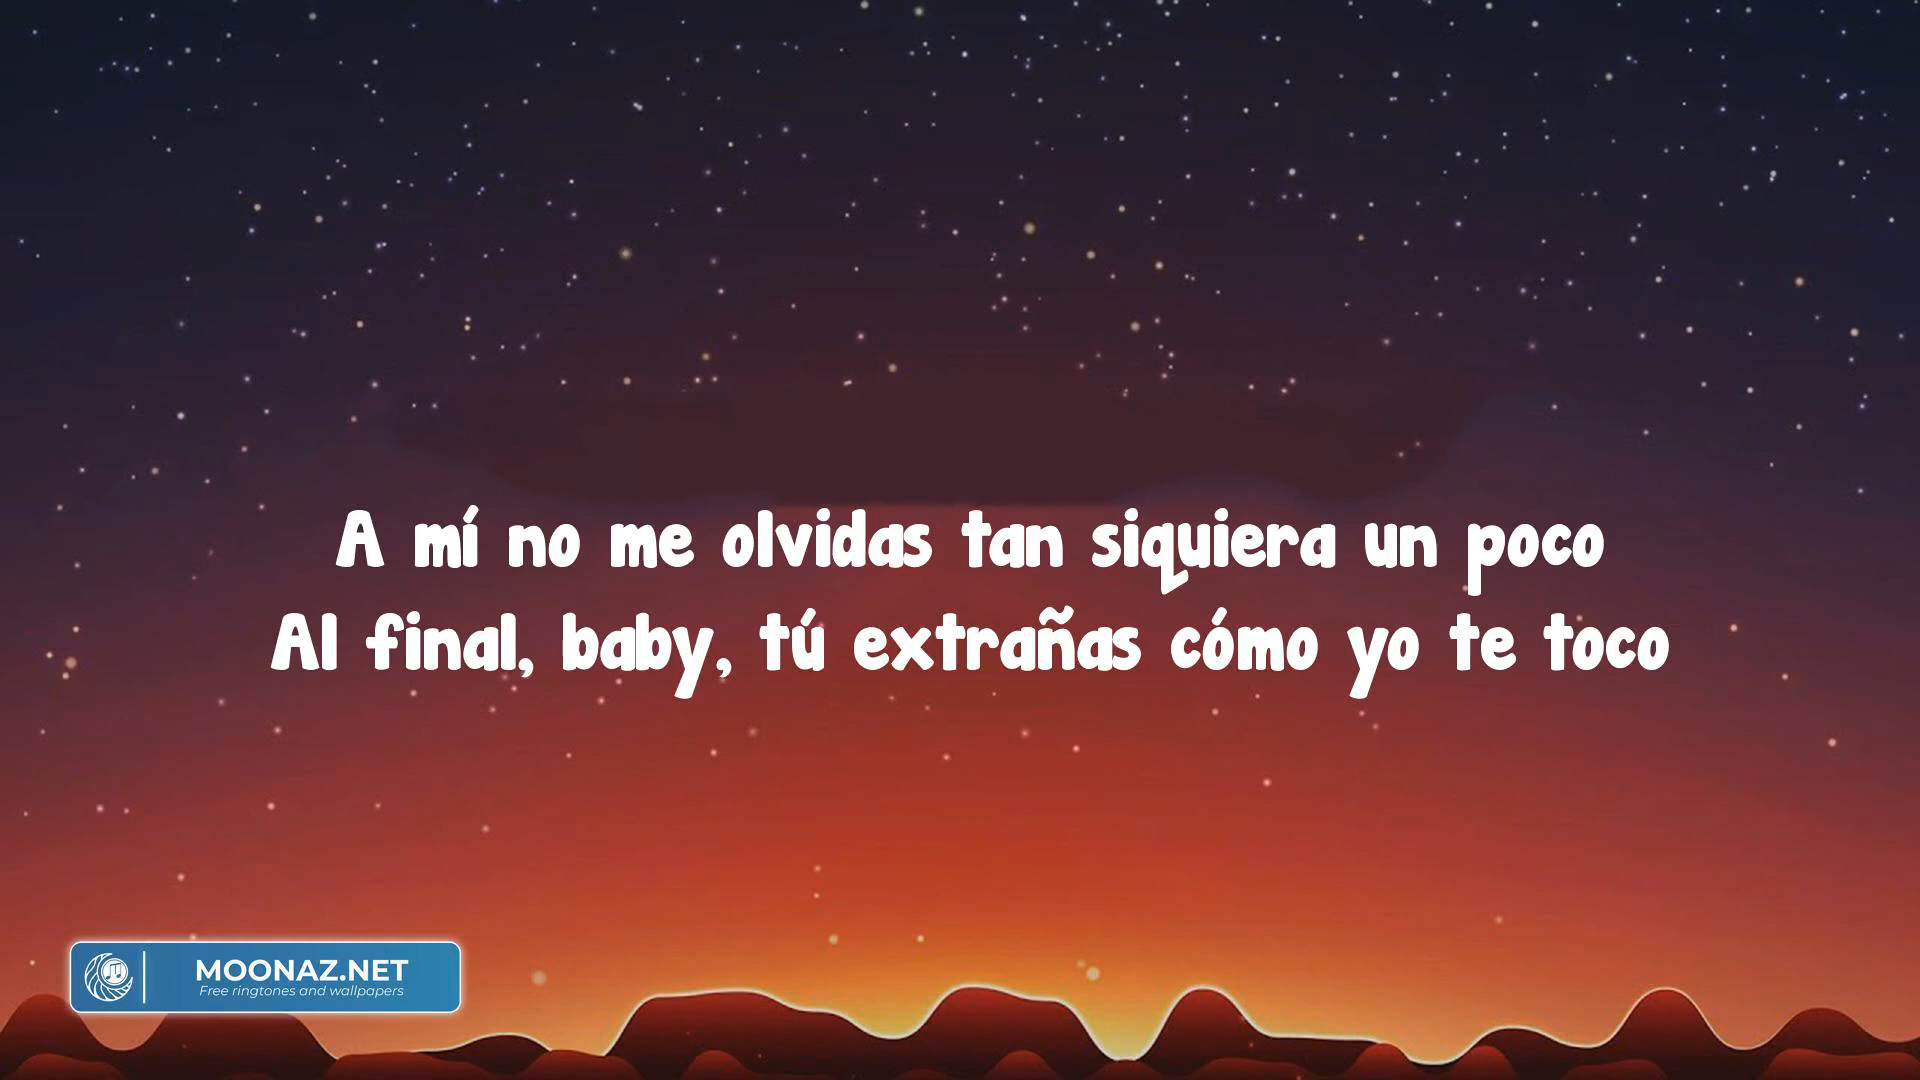 A mí no me olvidas tan siquiera un poco
Al final, baby, tú extrañas cómo yo te toco
MOONAZ.NET
Free ringtones and wallpapers